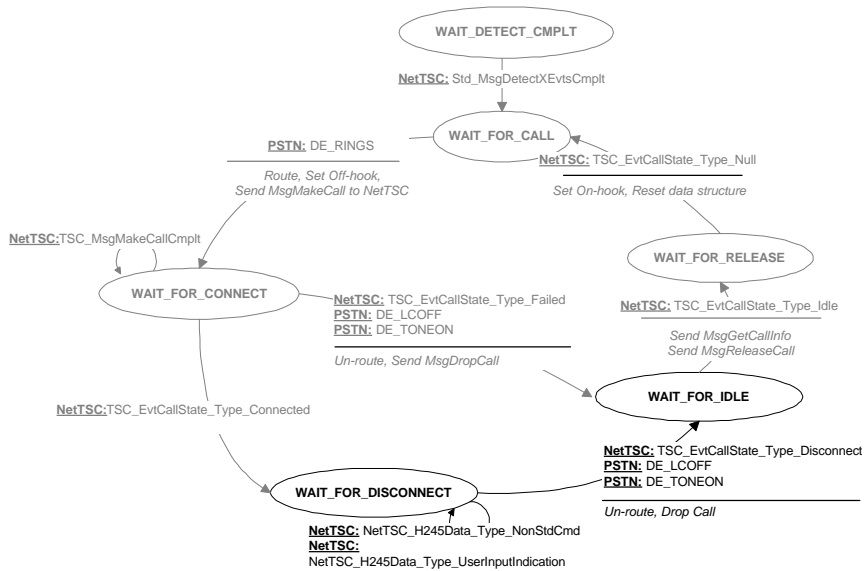 WAIT_DETECT_CMPLT
NetTSC: Std_MsgDetectXEvtsCmplt
WAIT_FOR_CALL
PSTN: DE_RINGS
Route, Set Off-hook,
Send MsgMakeCall to NetTSC
NetTSC: TSC_EvtCallState_Type_Null
Set On-hook, Reset data structure
NetTSC:TSC_MsgMakeCallCmplt
WAIT_FOR_RELEASE
WAIT_FOR_CONNECT
NetTSC: TSC_EvtCallState_Type_Failed
PSTN: DE_LCOFF
PSTN: DE_TONEON
Un-route, Send MsgDropCall
NetTSC: TSC_EvtCallState_Type_Idle
Send MsgGetCallInfo
Send MsgReleaseCall
WAIT_FOR_IDLE
NetTSC:TSC_EvtCallState_Type_Connected
NetTSC: TSC_EvtCallState_Type_Disconnect
PSTN: DE_LCOFF
PSTN: DE_TONEON
Un-route, Drop Call
WAIT_FOR_DISCONNECT
NetTSC: NetTSC_H245Data_Type_NonStdCmd
NetTSC:
NetTSC_H245Data_Type_UserInputIndication